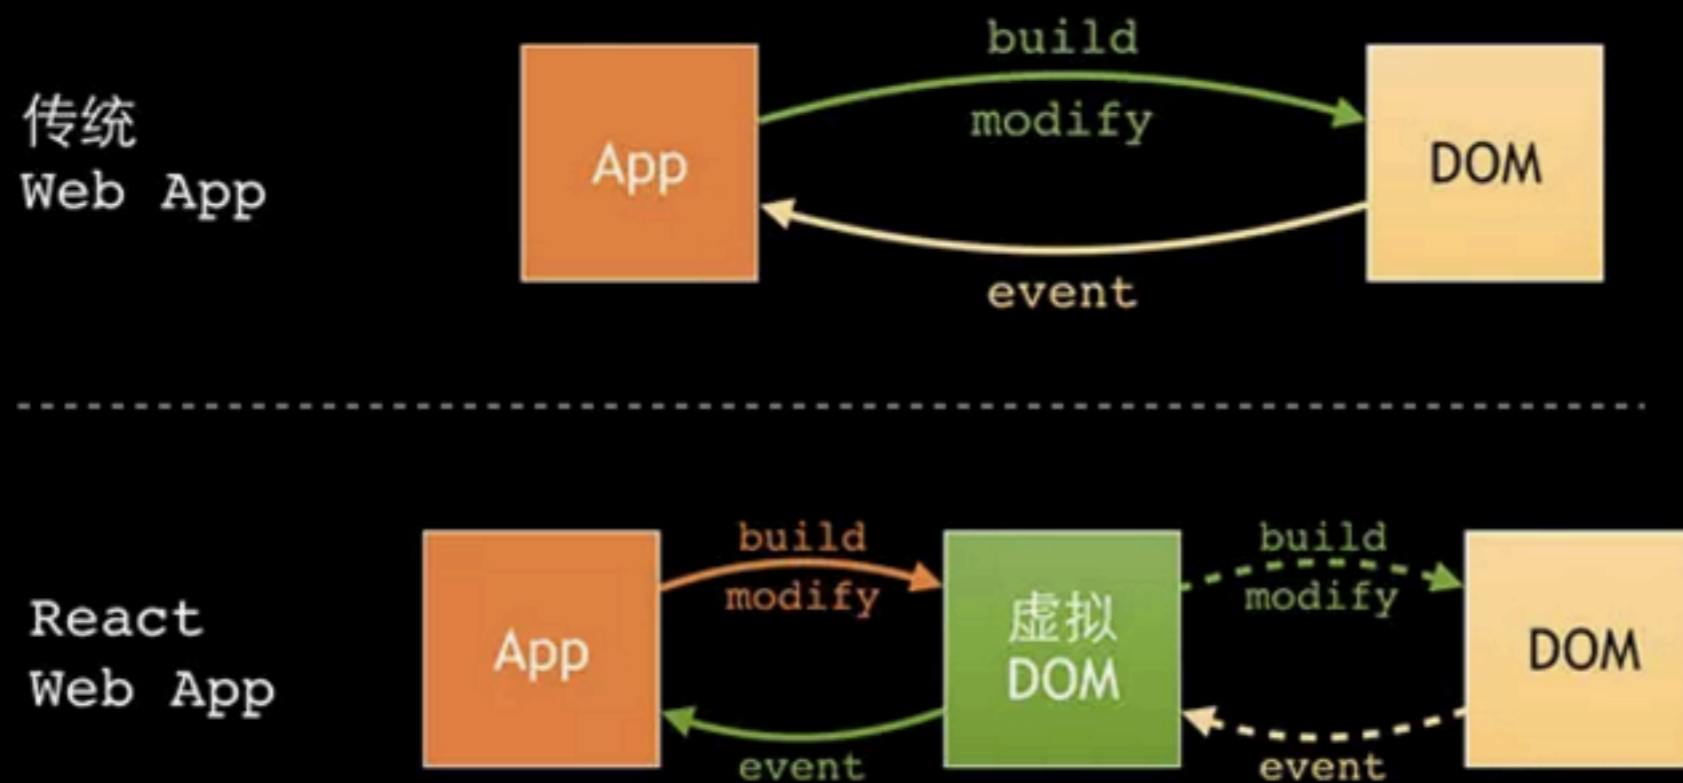 传统
Web App
App
build
modify
event
DOM
React
Web App
App
build
modify
event
虚拟
DOM
build
modify
event
DOM